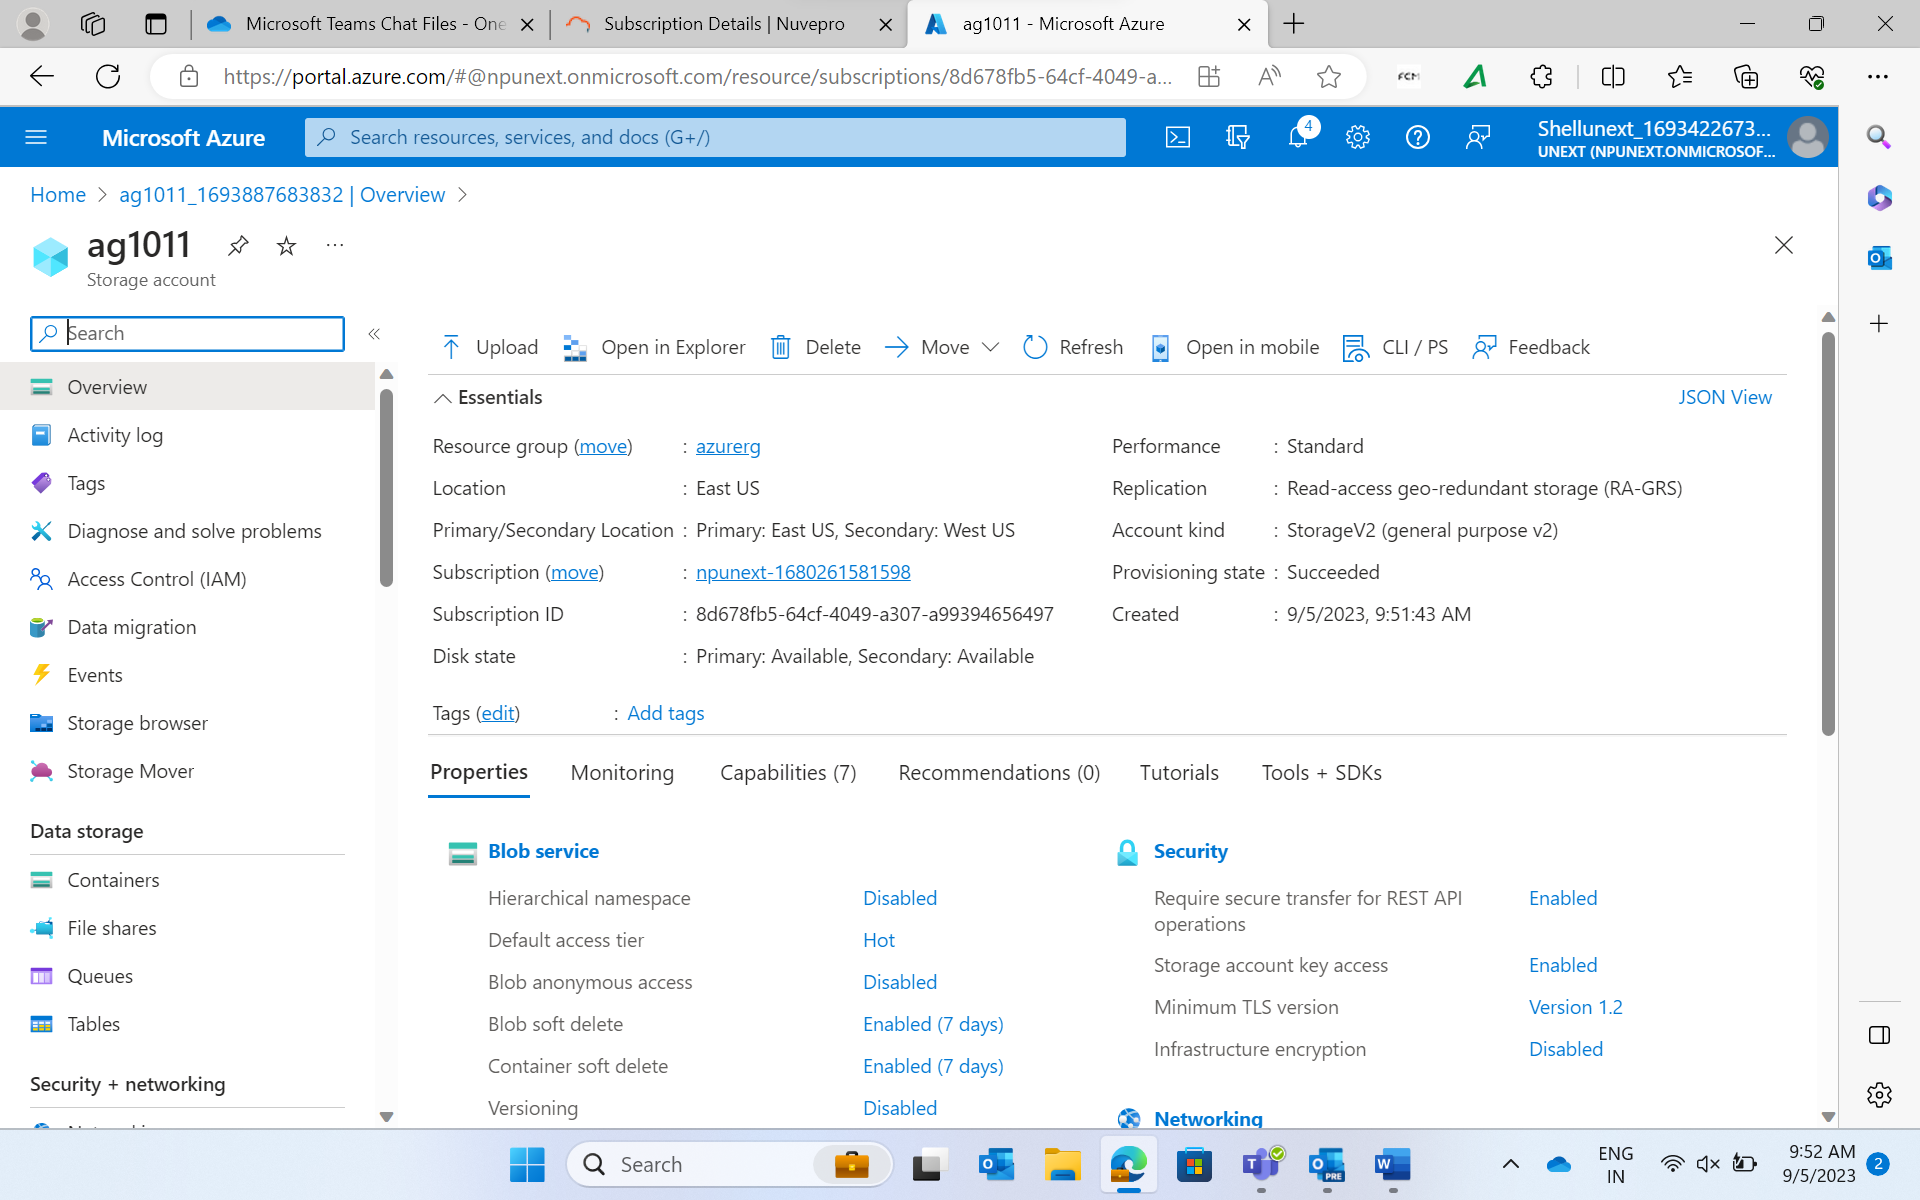 Microsoft Teams Chat Files - One
Subscription Details | Nuvepro
ag1011 - Microsoft Azure
https://portal.azure.com/#@npunext.onmicrosoft.com/resource/subscriptions/8d678fb5-64cf-4049-a...
FCM
Microsoft Azure
Search resources, services, and docs (G+/)
4
Shellunext_1693422673...
UNEXT (NPUNEXT.ONMICROSOF...
Home > ag1011_1693887683832 | Overview >
ag1011
Storage account
Search
Overview
Activity log
Tags
Diagnose and solve problems
Access Control (IAM)
Data migration
Events
Storage browser
Storage Mover
Data storage
Containers
File shares
Queues
Tables
Security + networking
Upload
Open in Explorer
Delete
Move
Refresh
Open in mobile
CLI / PS
Feedback
Essentials
JSON View
Resource group (move) : azurerg
Location : East US
Primary/Secondary Location : Primary: East US, Secondary: West US
Subscription (move) : npunext-1680261581598
Subscription ID : 8d678fb5-64cf-4049-a307-a99394656497
Disk state : Primary: Available, Secondary: Available
Tags (edit) : Add tags
Performance : Standard
Replication : Read-access geo-redundant storage (RA-GRS)
Account kind : StorageV2 (general purpose v2)
Provisioning state : Succeeded
Created : 9/5/2023, 9:51:43 AM
Properties
Monitoring
Capabilities (7)
Recommendations (0)
Tutorials
Tools + SDKs
Blob service
Hierarchical namespace Disabled
Default access tier Hot
Blob anonymous access Disabled
Blob soft delete Enabled (7 days)
Container soft delete Enabled (7 days)
Versioning Disabled
Security
Require secure transfer for REST API Enabled
operations
Storage account key access Enabled
Minimum TLS version Version 1.2
Infrastructure encryption Disabled
Networking
Search
PRE
ENG
IN
9:52 AM
9/5/2023
2